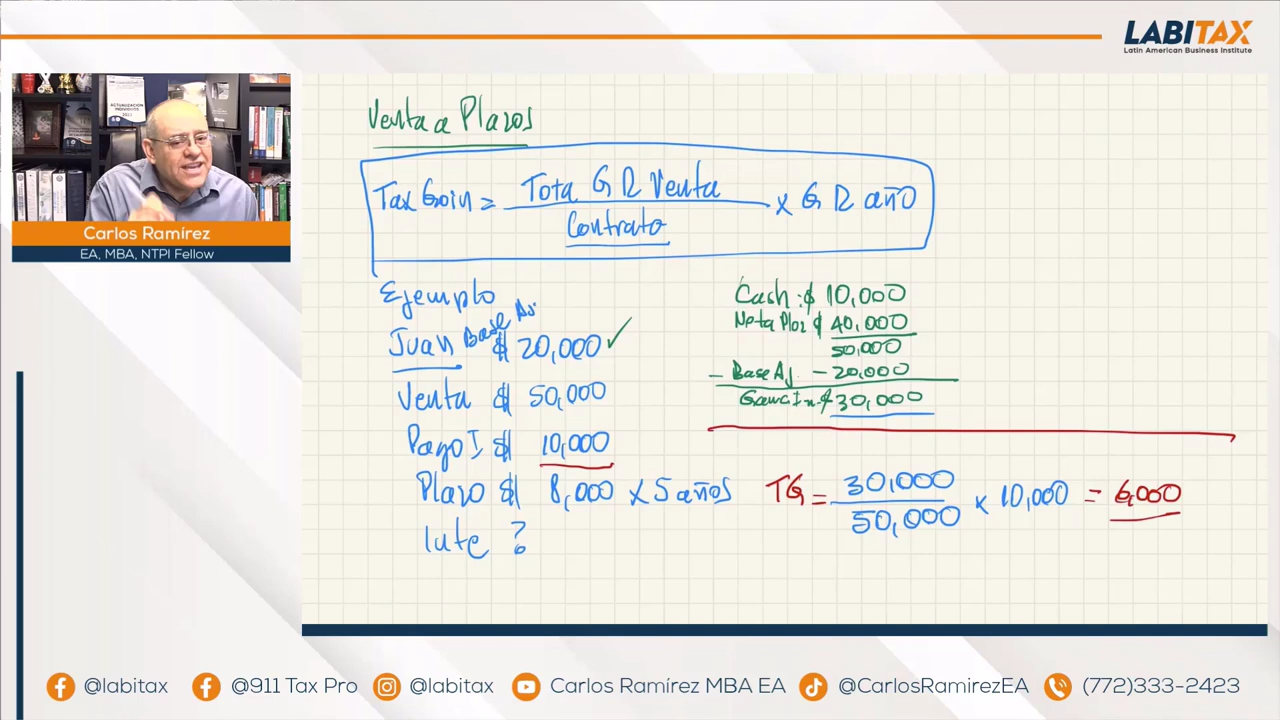 LABITAX
Latin American Business Institute
Carlos Ramírez
EA, MBA, NTPI Fellow
Venta a Plazos
Tax Gain = Tota G R Venta
Contrato
x G R año
Ejemplo
Juan Base As $ 20,000 ✓
Venta $ 50,000
Pago I $ 10,000
Plazo $ 8,000 x 5 años
Inte ?
Cash : $ 10,000
Nota Plaz $ 40,000
50,000
- Base Aj. - 20,000
$ 30,000
TG = 30,000
50,000
x 10,000 = 6,000
@labitax
@911 Tax Pro
@labitax
Carlos Ramírez MBA EA
@CarlosRamirezEA
(772)333-2423